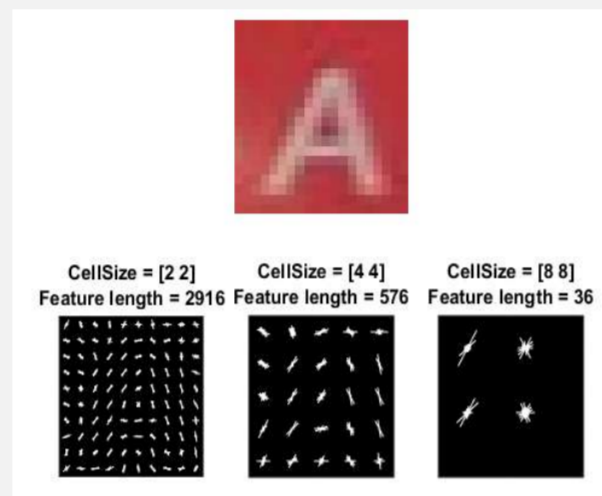 A
CellSize = [2 2]
Feature length = 2916
CellSize = [4 4]
Feature length = 576
CellSize = [8 8]
Feature length = 36